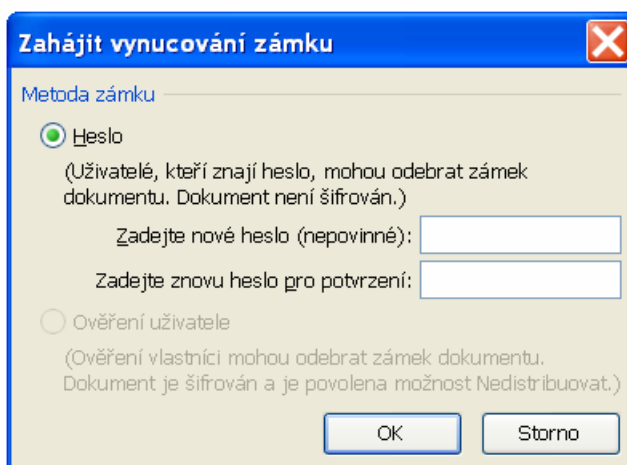 Zahájit vynucování zámku
Metoda zámku
Heslo
(Uživatelé, kteří znají heslo, mohou odebrat zámek
dokumentu. Dokument není šifrován.)
Zadejte nové heslo (nepovinné):
Zadejte znovu heslo pro potvrzení:
Ověření uživatele
(Ověření vlastníci mohou odebrat zámek dokumentu.
Dokument je šifrován a je povolena možnost Nedistribuovat.)
OK Storno